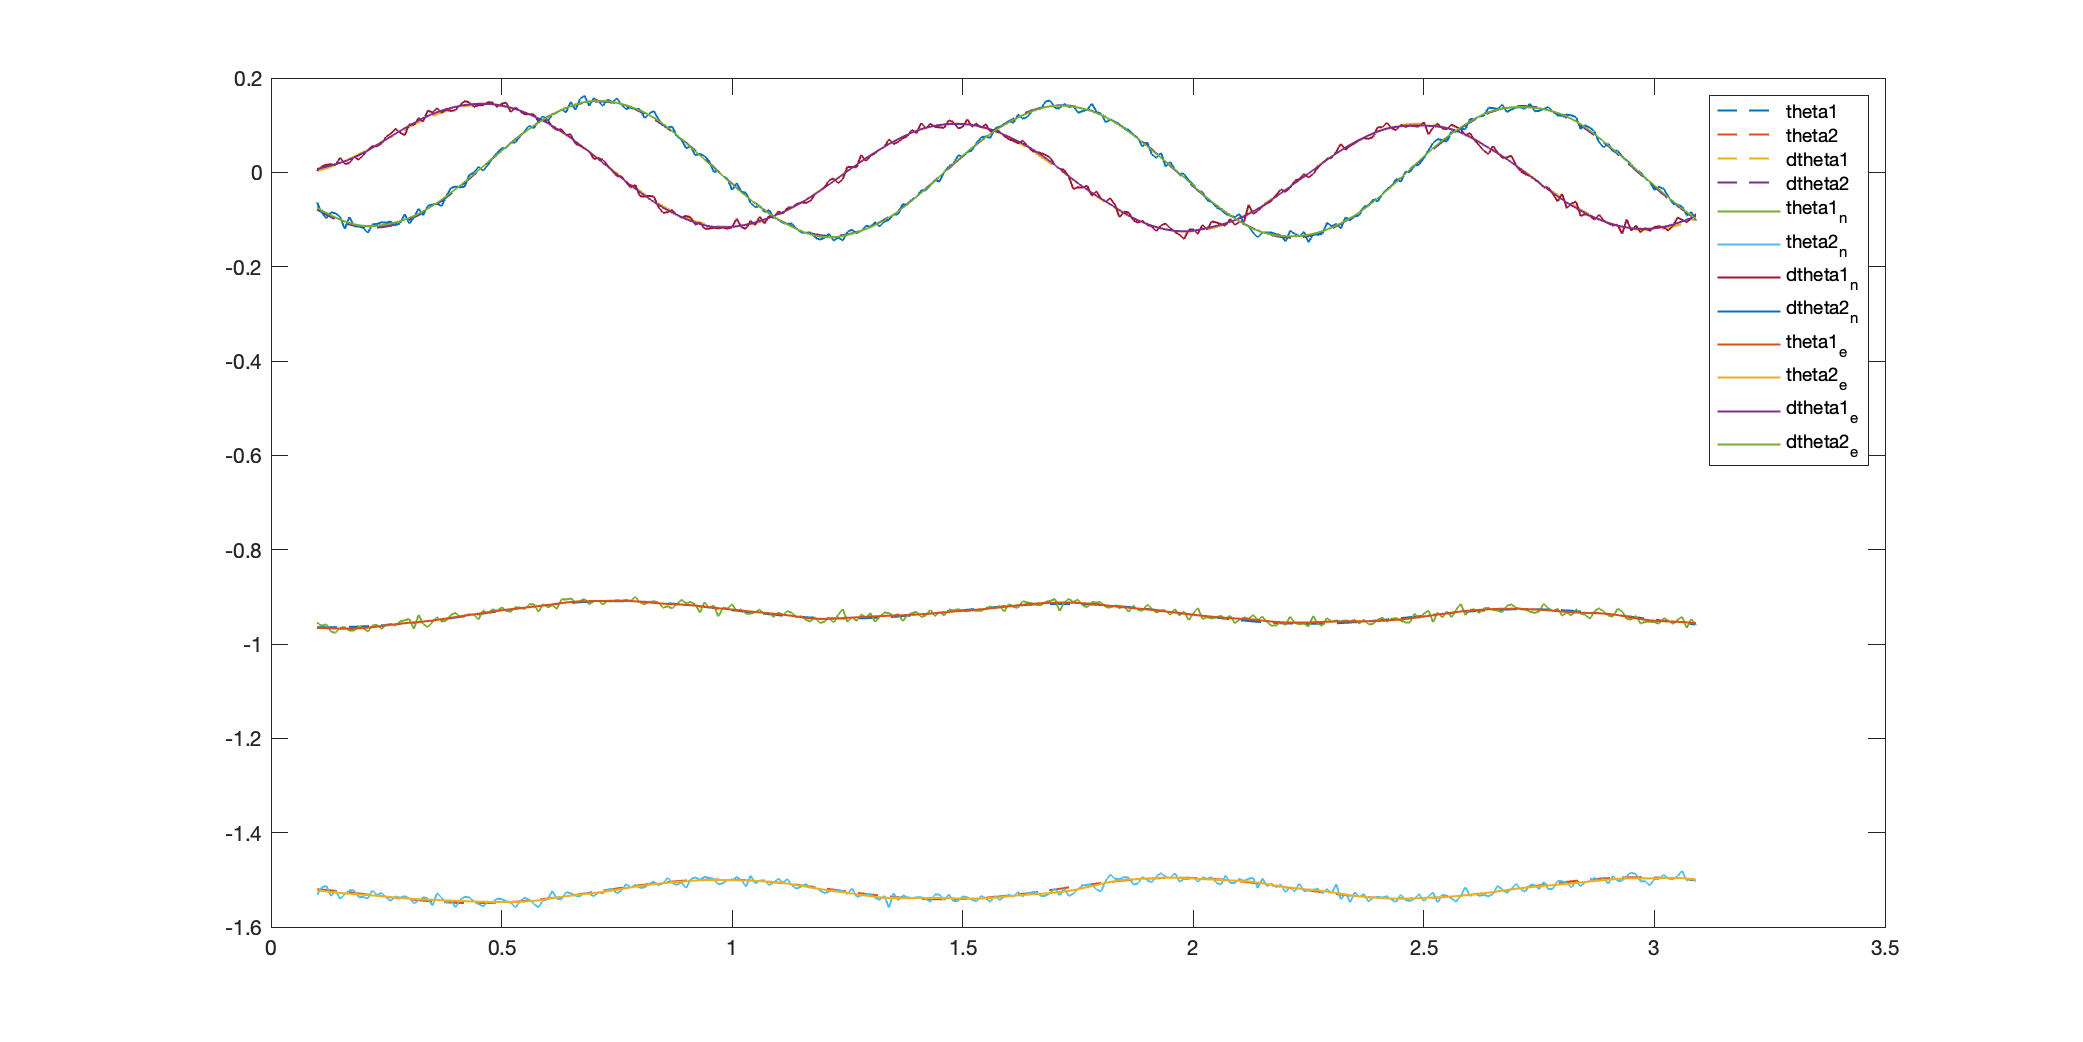 0.2
0
-0.2
-0.4
-0.6
-0.8
-1
-1.2
-1.4
-1.6
0 0.5 1 1.5 2 2.5 3 3.5
theta1
theta2
dtheta1
dtheta2
theta1n
theta2n
dtheta1n
dtheta2n
theta1e
theta2e
dtheta1e
dtheta2e